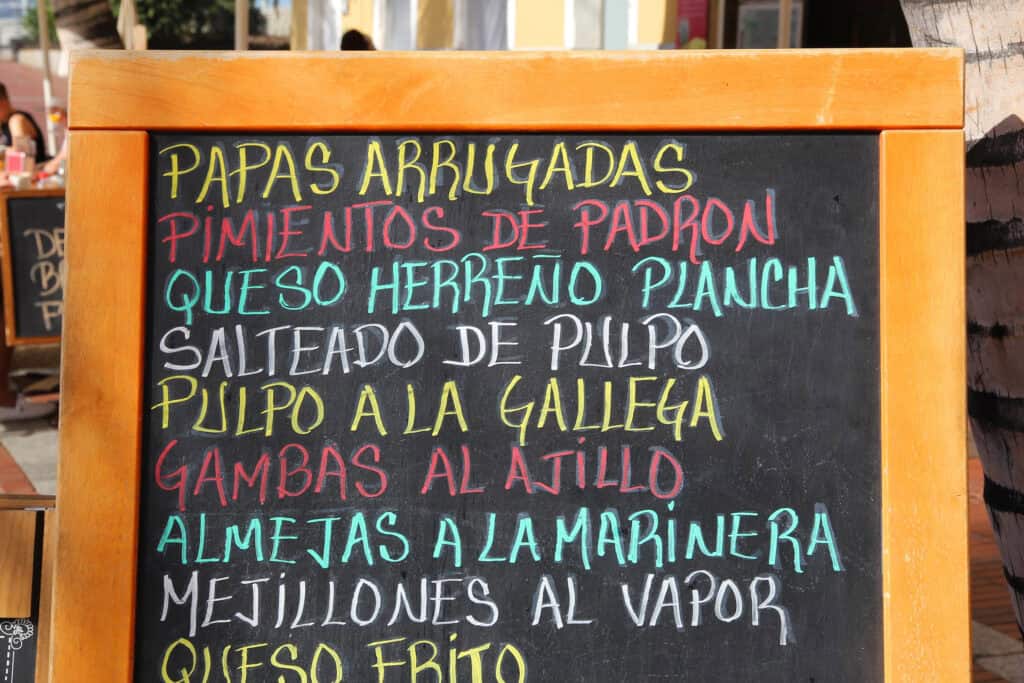 PAPAS ARRUGADAS
PIMIENTOS DE PADRON
QUESO HERREÑO PLANCHA
SALTEADO DE PULPO
PULPO A LA GALLEGA
GAMBAS AL AJILLO
ALMEJAS A LA MARINERA
MEJILLONES AL VAPOR
QUESO FRITO